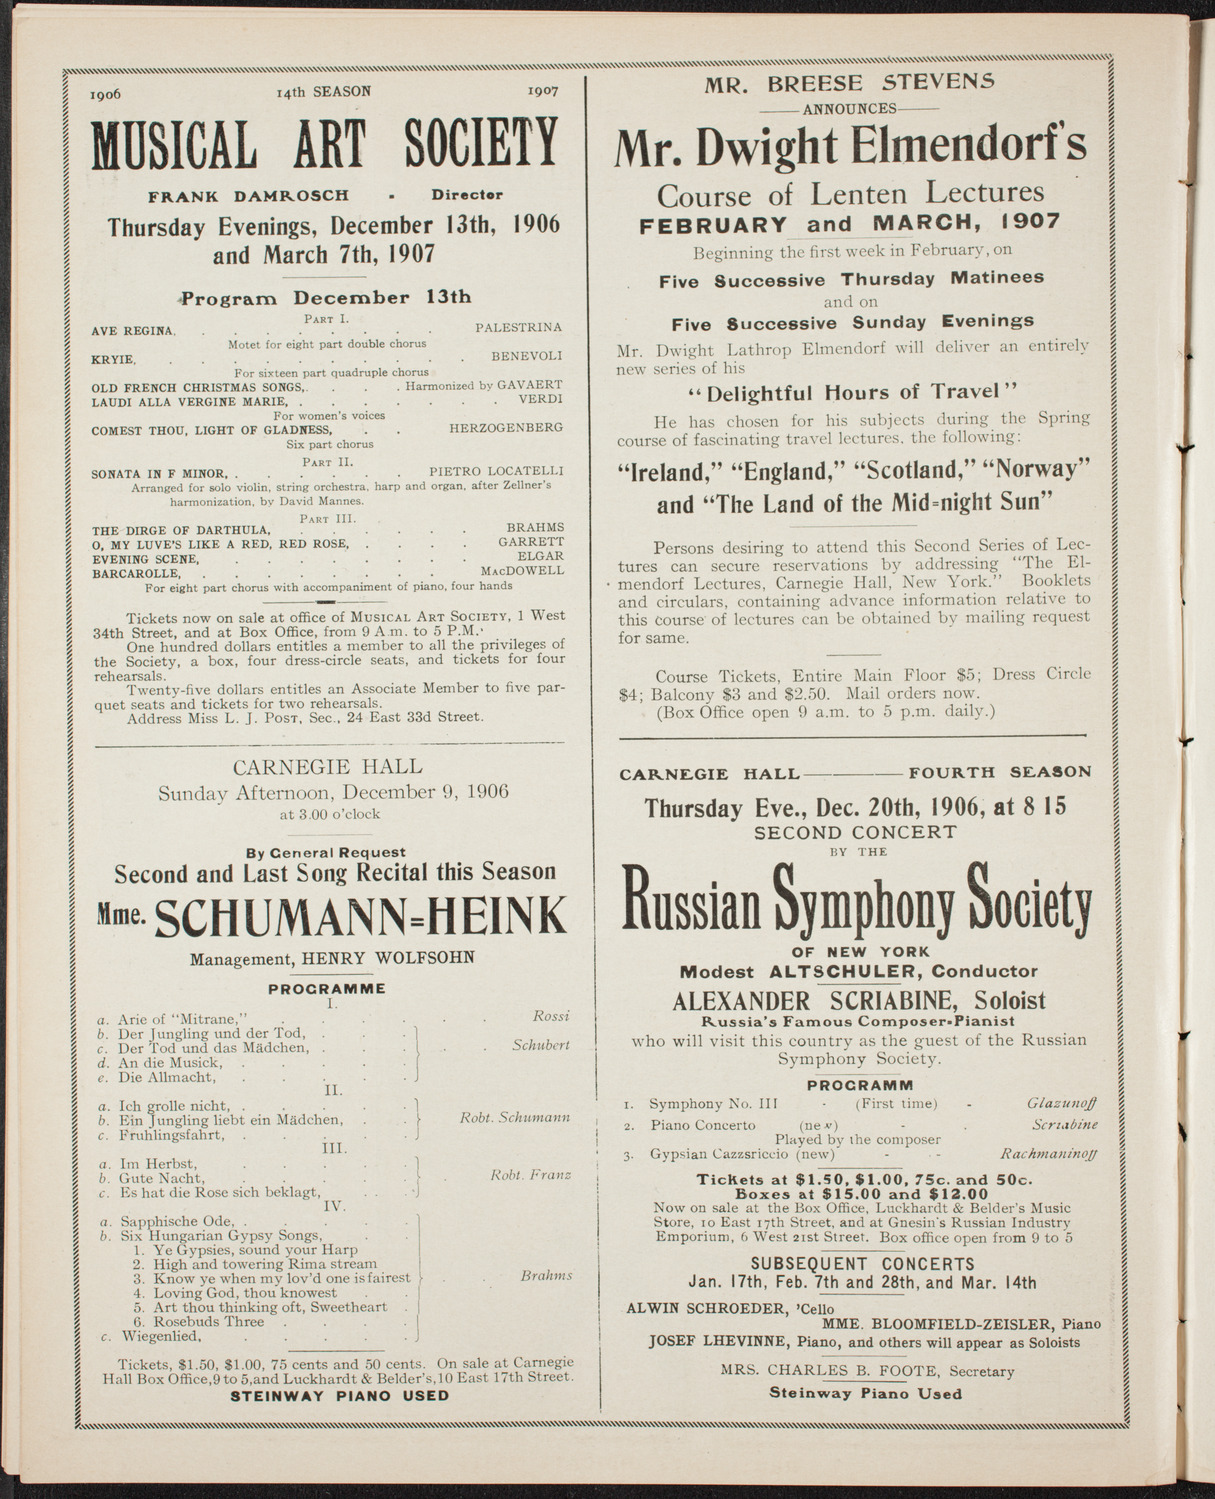 1906 14th SEASON 1907
MUSICAL ART SOCIETY
FRANK DAMROSCH - Director
Thursday Evenings, December 13th, 1906
and March 7th, 1907
Program December 13th
PART I.
AVE REGINA, . . . . . . . . PALESTRINA
Motet for eight part double chorus
KRYIE, . . . . . . . . . . BENEVOLI
For sixteen part quadruple chorus
OLD FRENCH CHRISTMAS SONGS, . . . . Harmonized by GAVAERT
LAUDI ALLA VERGINE MARIE, . . . . . . . VERDI
For women's voices
COMEST THOU, LIGHT OF GLADNESS, . . HERZOGENBERG
Six part chorus
PART II.
SONATA IN F MINOR, . . . . . . PIETRO LOCATELLI
Arranged for solo violin, string orchestra, harp and organ, after Zellner's
harmonization, by David Mannes.
PART III.
THE DIRGE OF DARTHULA, . . . . . . BRAHMS
O, MY LUVE'S LIKE A RED, RED ROSE, . . . . GARRETT
EVENING SCENE, . . . . . . . . ELGAR
BARCAROLLE, . . . . . . . . MACDOWELL
For eight part chorus with accompaniment of piano, four hands
Tickets now on sale at office of MUSICAL ART SOCIETY, 1 West
34th Street, and at Box Office, from 9 A.m. to 5 P.M.
One hundred dollars entitles a member to all the privileges of
the Society, a box, four dress-circle seats, and tickets for four
rehearsals.
Twenty-five dollars entitles an Associate Member to five par-
quet seats and tickets for two rehearsals.
Address Miss L. J. POST, Sec., 24 East 33d Street.
CARNEGIE HALL
Sunday Afternoon, December 9, 1906
at 3.00 o'clock
By General Request
Second and Last Song Recital this Season
Mme. SCHUMANN=HEINK
Management, HENRY WOLFSOHN
PROGRAMME
I.
a. Arie of "Mitrane," . . . . Rossi
b. Der Jungling und der Tod, . . .
c. Der Tod und das Mädchen, . . . . . Schubert
d. An die Musick, . . . .
e. Die Allmacht, . . . . .
II.
a. Ich grolle nicht, . . . . .
b. Ein Jungling liebt ein Mädchen, . . Robt. Schumann
c. Fruhlingsfahrt, . . . . .
III.
a. Im Herbst, . . . . .
b. Gute Nacht, . . . . . Robt. Franz
c. Es hat die Rose sich beklagt, . .
IV.
a. Sapphische Ode, . . . . .
b. Six Hungarian Gypsy Songs, . .
1. Ye Gypsies, sound your Harp
2. High and towering Rima stream
3. Know ye when my lov'd one is fairest . . Brahms
4. Loving God, thou knowest . .
5. Art thou thinking oft, Sweetheart .
6. Rosebuds Three . . . .
c. Wiegenlied, . . . . .
Tickets, $1.50, $1.00, 75 cents and 50 cents. On sale at Carnegie
Hall Box Office, 9 to 5, and Luckhardt & Belder's, 10 East 17th Street.
STEINWAY PIANO USED
MR. BREESE STEVENS
ANNOUNCES
Mr. Dwight Elmendorf's
Course of Lenten Lectures
FEBRUARY and MARCH, 1907
Beginning the first week in February, on
Five Successive Thursday Matinees
and on
Five Successive Sunday Evenings
Mr. Dwight Lathrop Elmendorf will deliver an entirely
new series of his
"Delightful Hours of Travel"
He has chosen for his subjects during the Spring
course of fascinating travel lectures. the following:
"Ireland," "England," "Scotland," "Norway"
and "The Land of the Mid=night Sun"
Persons desiring to attend this Second Series of Lec-
tures can secure reservations by addressing "The El-
mendorf Lectures, Carnegie Hall, New York." Booklets
and circulars, containing advance information relative to
this course of lectures can be obtained by mailing request
for same.
Course Tickets, Entire Main Floor $5; Dress Circle
$4; Balcony $3 and $2.50. Mail orders now.
(Box Office open 9 a.m. to 5 p.m. daily.)
CARNEGIE HALL FOURTH SEASON
Thursday Eve., Dec. 20th, 1906, at 8 15
SECOND CONCERT
BY THE
Russian Symphony Society
OF NEW YORK
Modest ALTSCHULER, Conductor
ALEXANDER SCRIABINE, Soloist
Russia's Famous Composer=Pianist
who will visit this country as the guest of the Russian
Symphony Society.
PROGRAMM
1. Symphony No. III - (First time) - Glazunoff
2. Piano Concerto (new) - . Scriabine
Played by the composer
3. Gypsian Cazzsriccio (new) - - Rachmaninoff
Tickets at $1.50, $1.00, 75c. and 50c.
Boxes at $15.00 and $12.00
Now on sale at the Box Office, Luckhardt & Belder's Music
Store, 10 East 17th Street, and at Gnesin's Russian Industry
Emporium, 6 West 21st Street. Box office open from 9 to 5
SUBSEQUENT CONCERTS
Jan. 17th, Feb. 7th and 28th, and Mar. 14th
ALWIN SCHROEDER, 'Cello
MME. BLOOMFIELD-ZEISLER, Piano
JOSEF LHEVINNE, Piano, and others will appear as Soloists
MRS. CHARLES B. FOOTE, Secretary
Steinway Piano Used